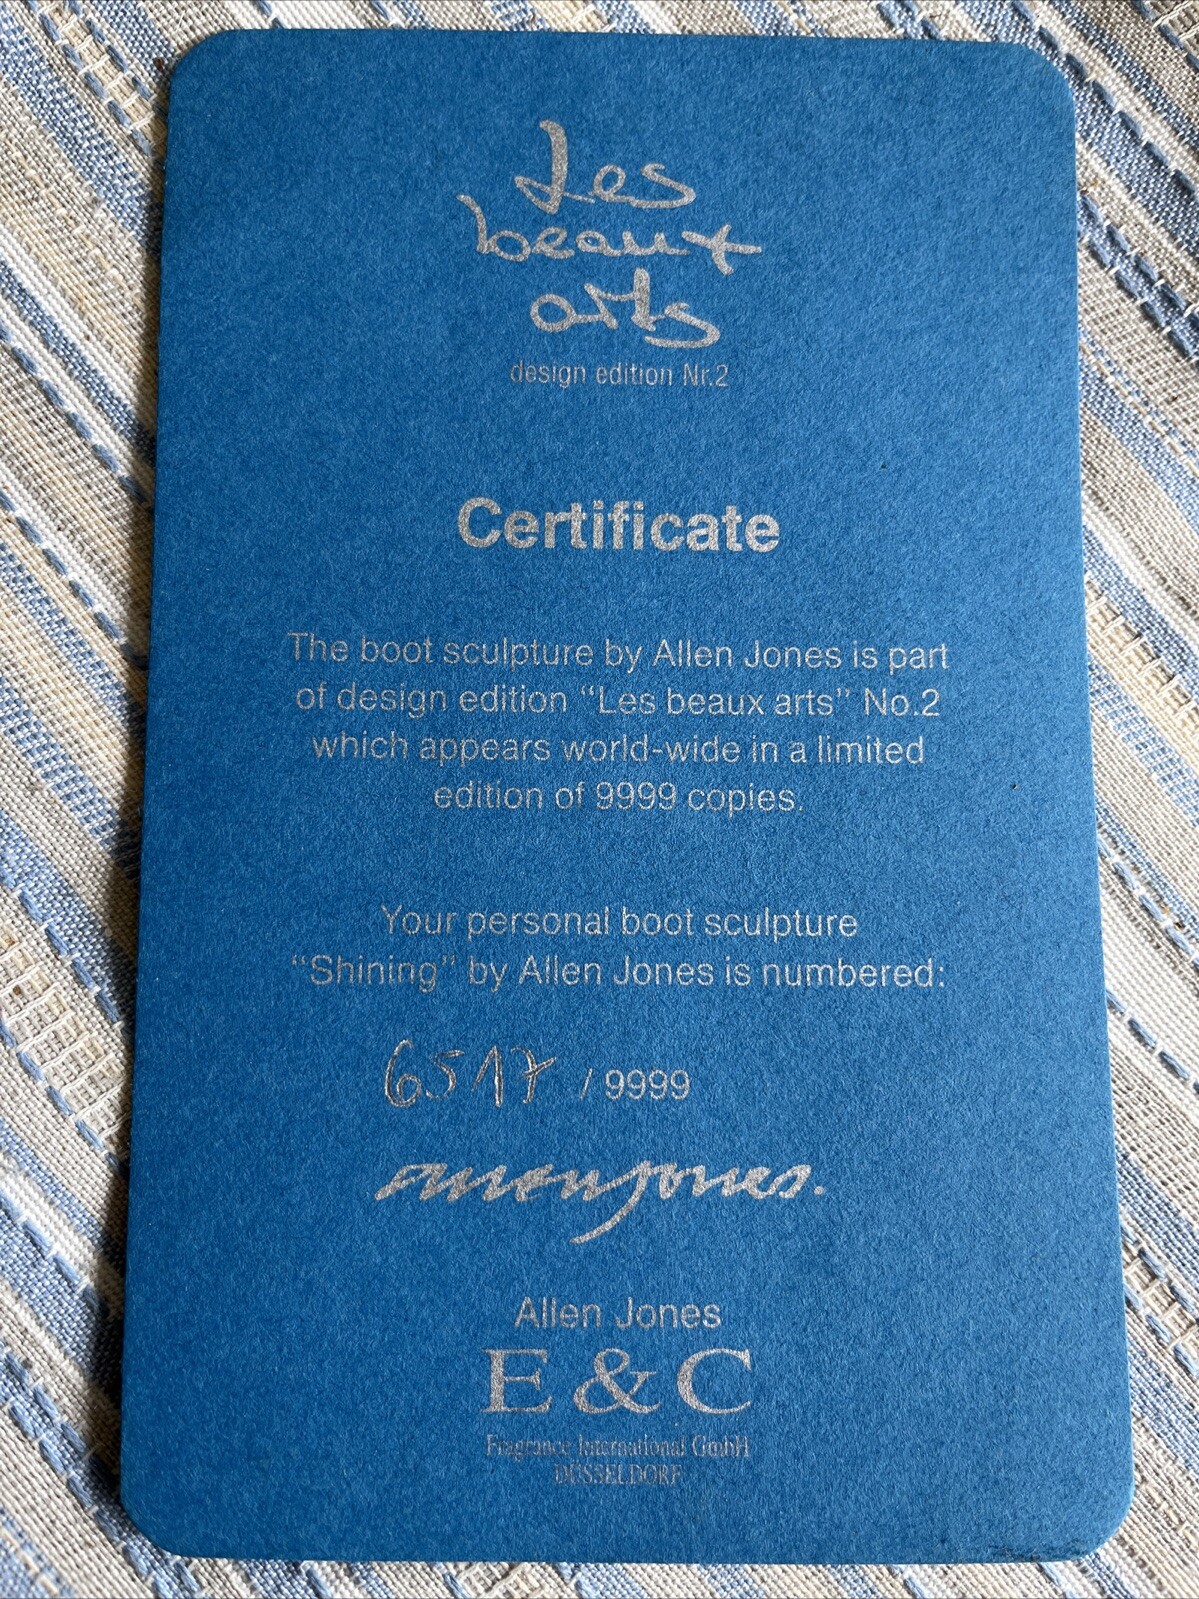 Les
beaux
arts
design edition Nr.2
Certificate
The boot sculpture by Allen Jones is part
of design edition “Les beaux arts” No.2
which appears world-wide in a limited
edition of 9999 copies.
Your personal boot sculpture
“Shining” by Allen Jones is numbered:
6517 / 9999
allen jones.
Allen Jones
E & C
Fragrance International GmbH
DÜSSELDORF